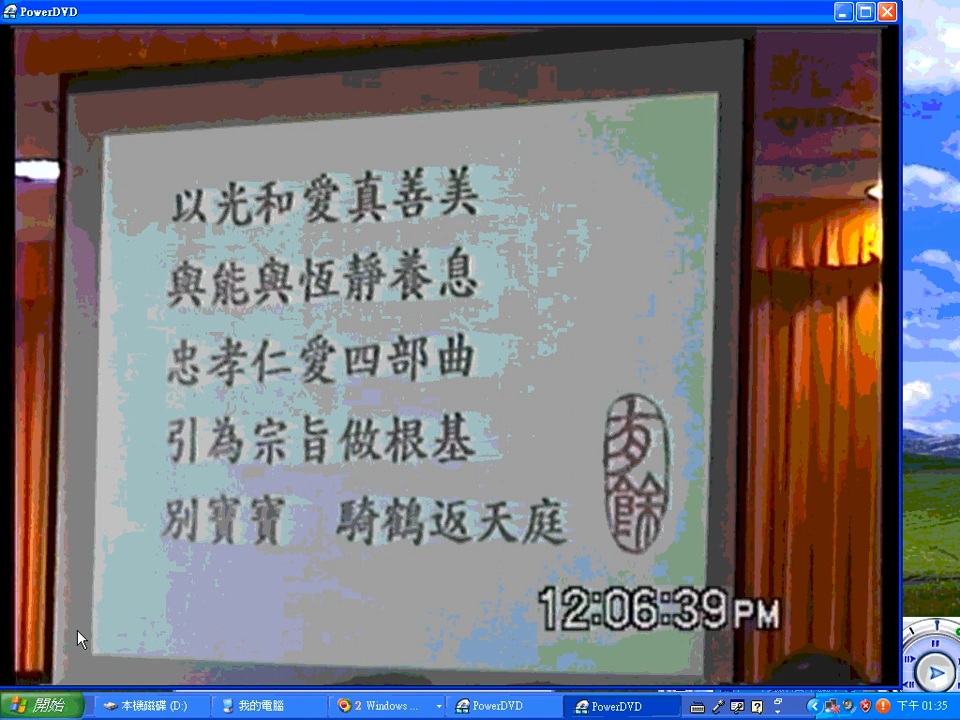 PowerDVD
以光和愛真善美
與能與恆靜養息
忠孝仁愛四部曲
引為宗旨做根基
別寶寶 騎鶴返天庭
有餘
12:06:39PM
開始 本機磁碟 (D:) 我的電腦 2 Windows ... PowerDVD PowerDVD 下午 01:35